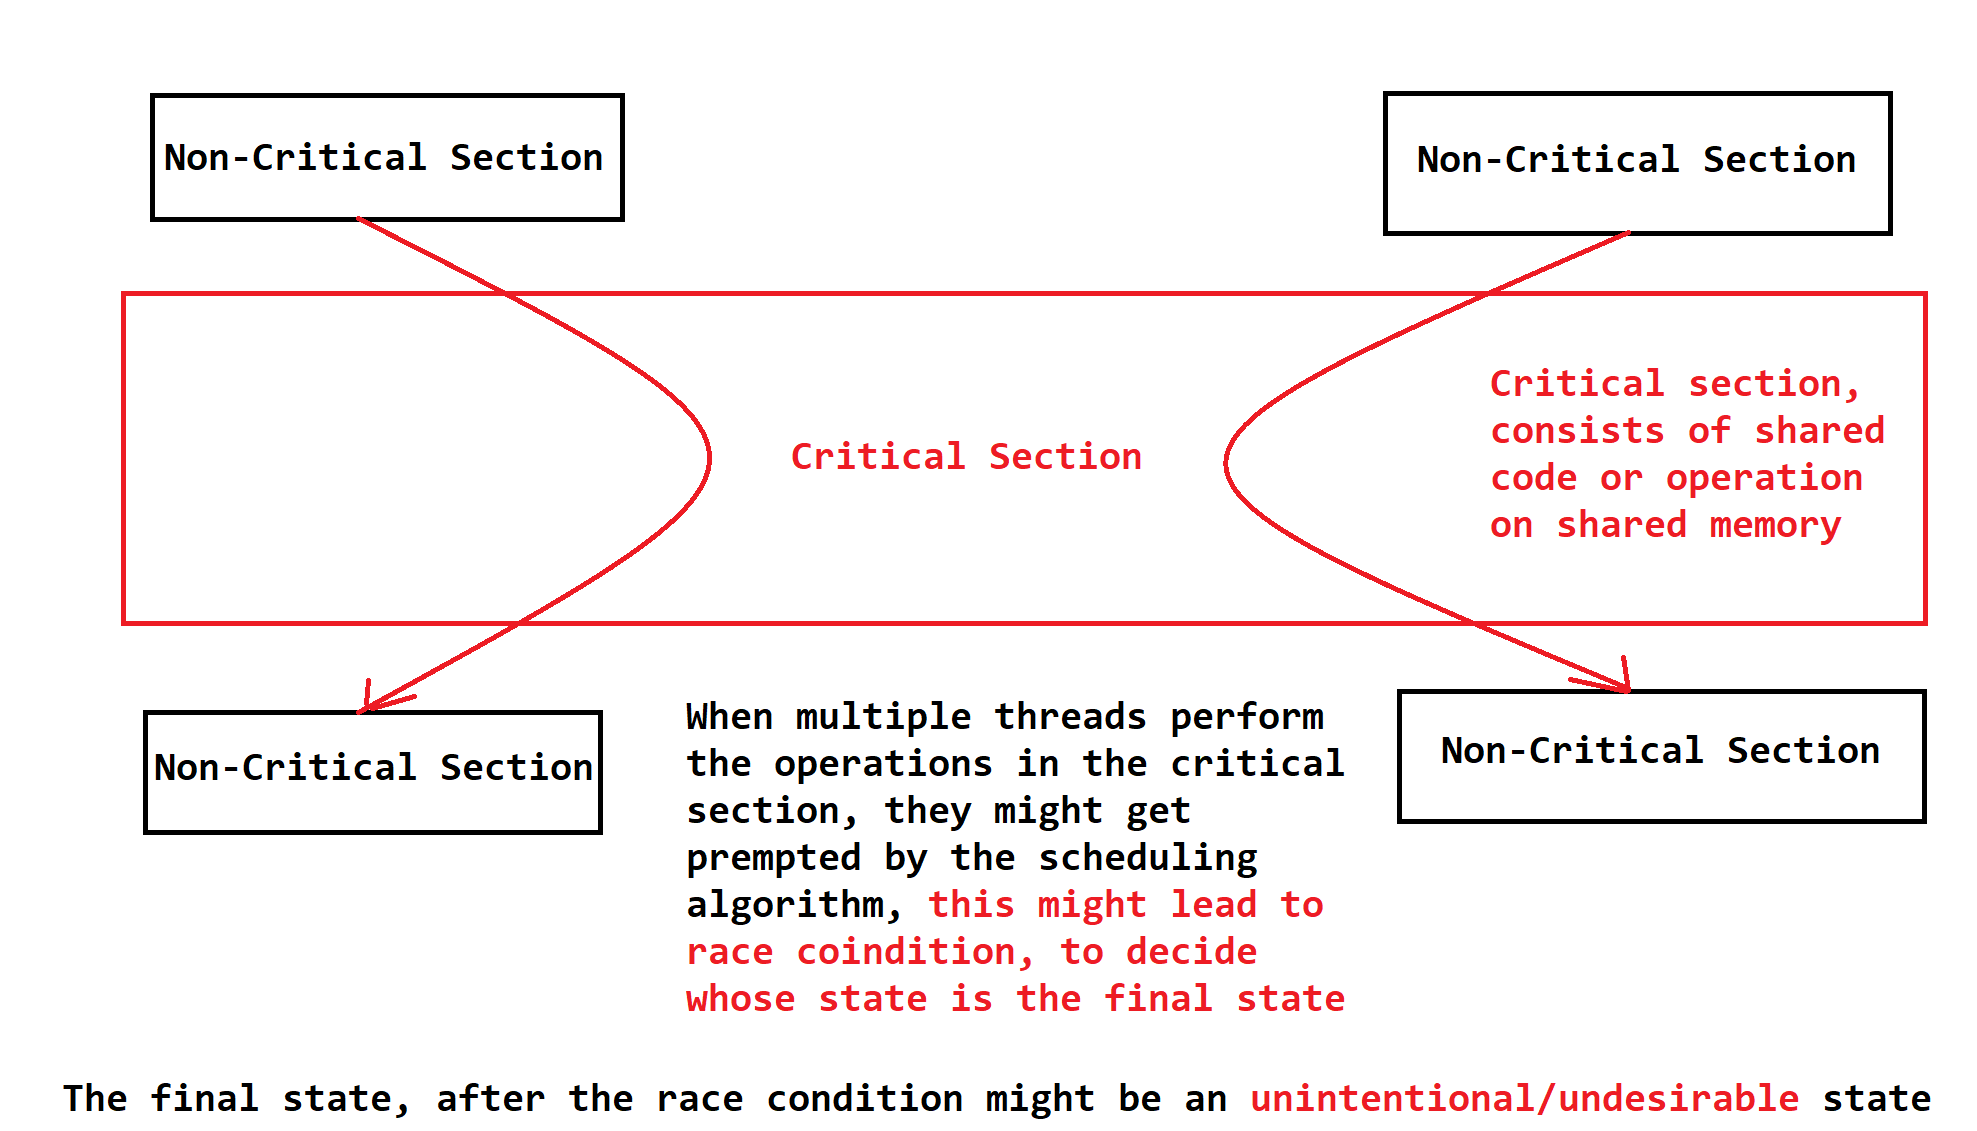 Non-Critical Section
Non-Critical Section
Critical Section
Critical section,
consists of shared
code or operation
on shared memory
Non-Critical Section
Non-Critical Section
When multiple threads perform
the operations in the critical
section, they might get
prempted by the scheduling
algorithm, this might lead to
race coindition, to decide
whose state is the final state
The final state, after the race condition might be an unintentional/undesirable state